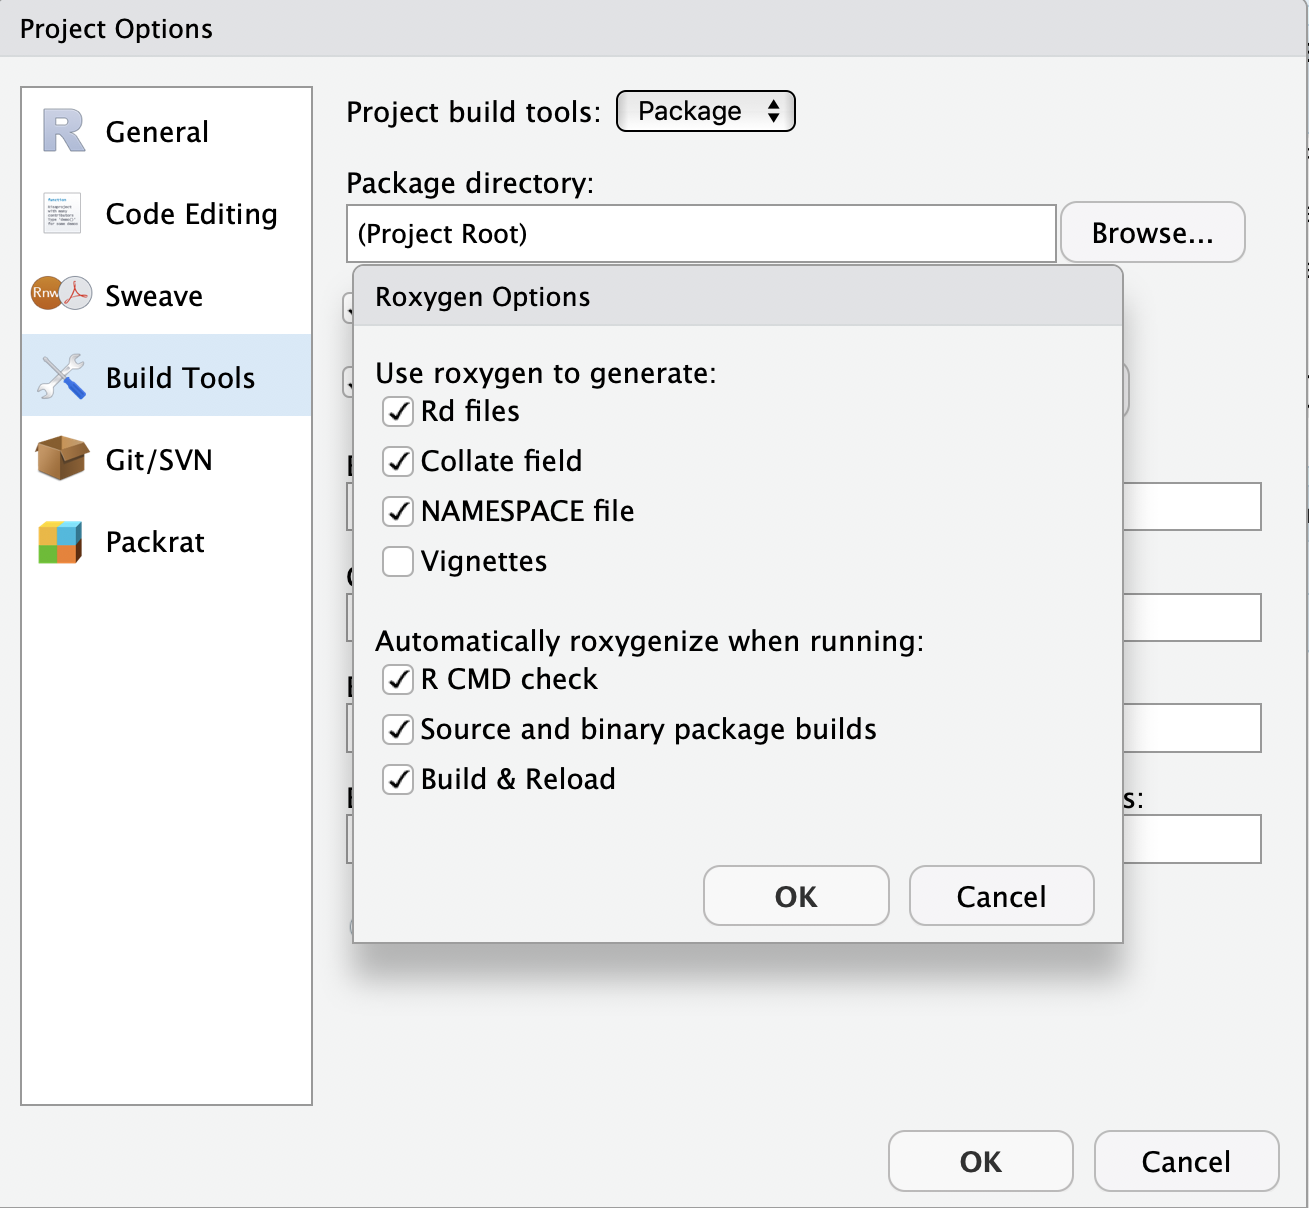 Project Options
General
Code Editing
Sweave
Build Tools
Git/SVN
Packrat
Project build tools: Package
Package directory:
(Project Root)
Browse...
Roxygen Options
Use roxygen to generate:
Rd files
Collate field
NAMESPACE file
Vignettes
Automatically roxygenize when running:
R CMD check
Source and binary package builds
Build & Reload
s:
OK
Cancel
OK
Cancel
Rnw